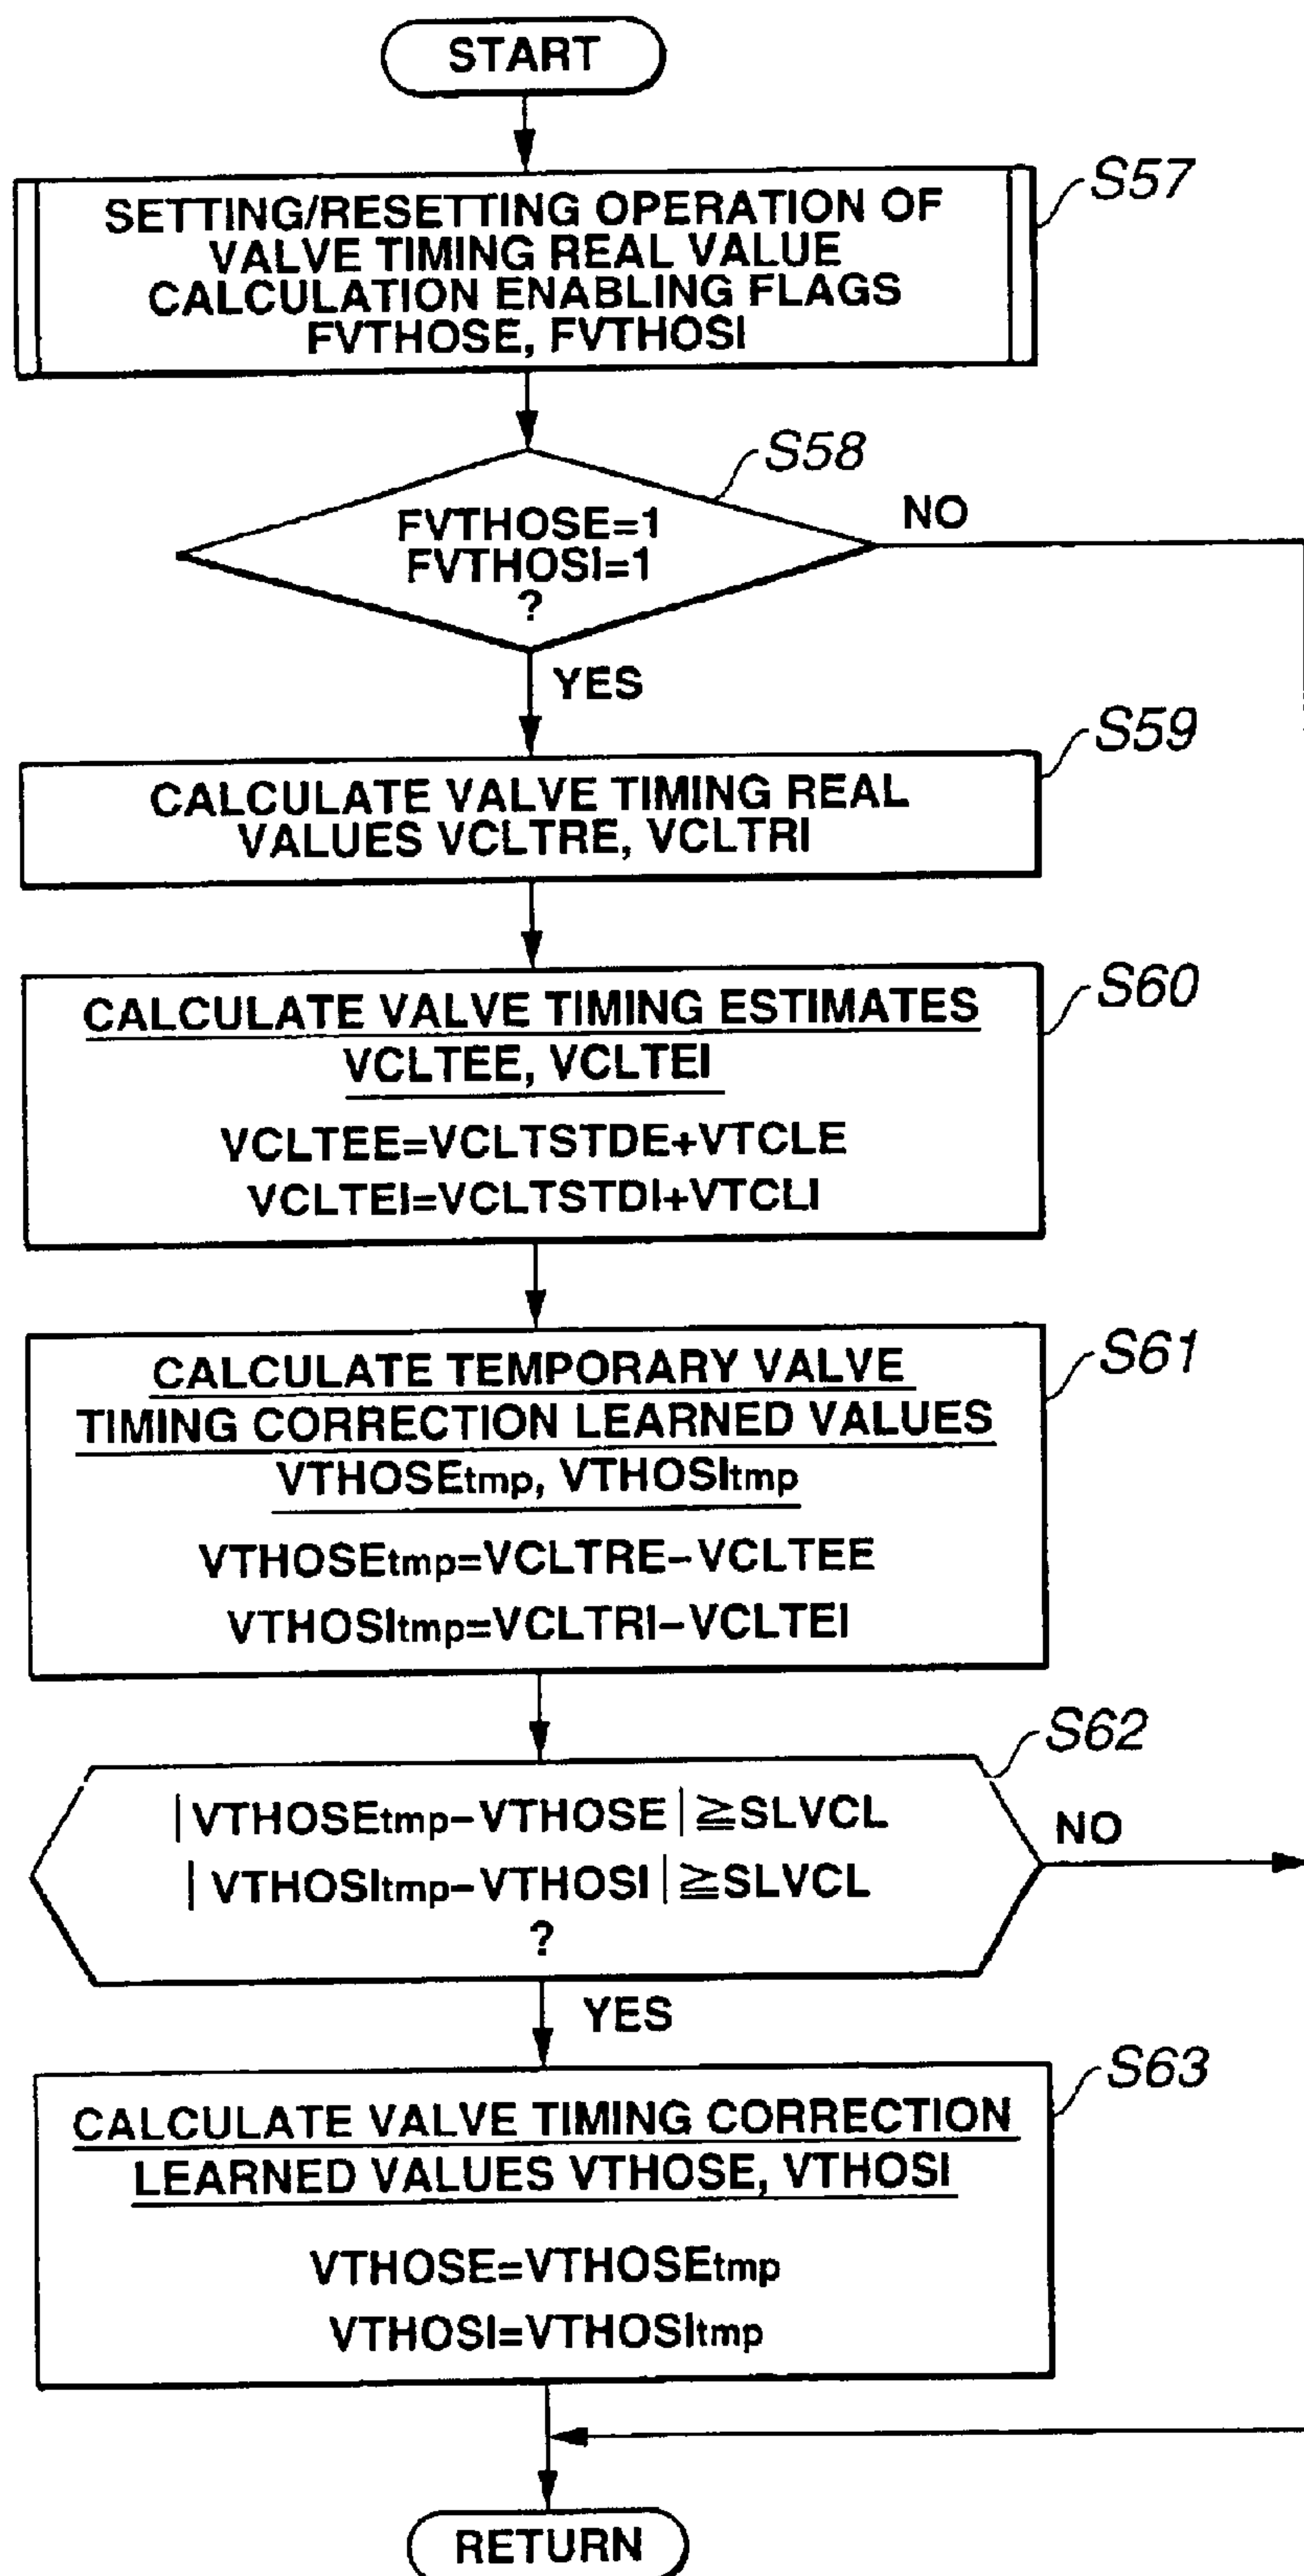 START
S57
SETTING/RESETTING OPERATION OF
VALVE TIMING REAL VALUE
CALCULATION ENABLING FLAGS
FVTHOSE, FVTHOSI
S58
FVTHOSE=1
FVTHOSI=1
?
NO
YES
S59
CALCULATE VALVE TIMING REAL
VALUES VCLTRE, VCLTRI
S60
CALCULATE VALVE TIMING ESTIMATES
VCLTEE, VCLTEI
VCLTEE=VCLTSTDE+VTCLE
VCLTEI=VCLTSTDI+VTCLI
S61
CALCULATE TEMPORARY VALVE
TIMING CORRECTION LEARNED VALUES
VTHOSEtmp, VTHOSItmp
VTHOSEtmp=VCLTRE-VCLTEE
VTHOSItmp=VCLTRI-VCLTEI
S62
|VTHOSEtmp-VTHOSE|≧SLVCL
|VTHOSItmp-VTHOSI|≧SLVCL
?
NO
YES
S63
CALCULATE VALVE TIMING CORRECTION
LEARNED VALUES VTHOSE, VTHOSI
VTHOSE=VTHOSEtmp
VTHOSI=VTHOSItmp
RETURN